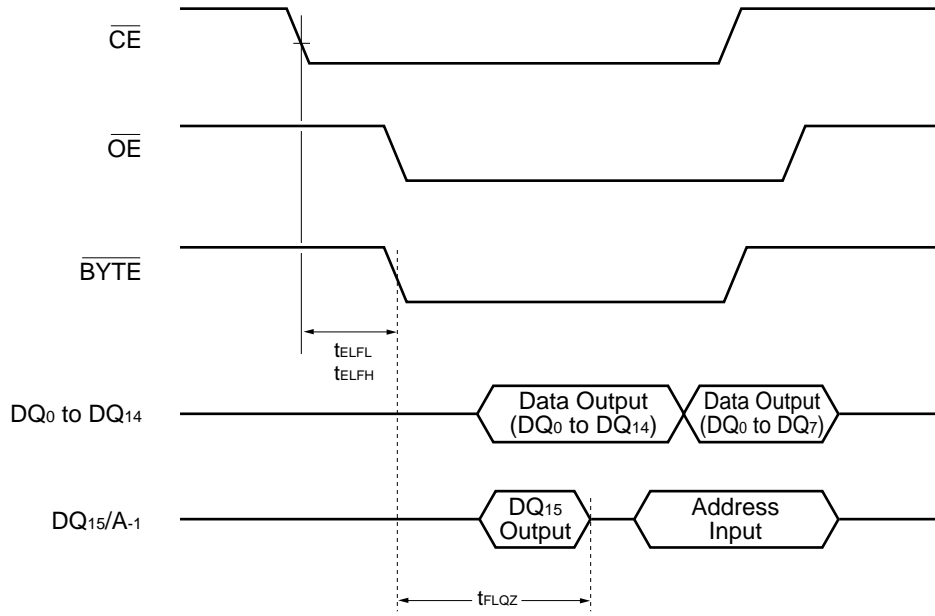 CE
OE
BYTE
tELFL
tELFH
DQ0 to DQ14
Data Output
(DQ0 to DQ14)
Data Output
(DQ0 to DQ7)
DQ15/A-1
DQ15
Output
Address
Input
tFLQZ